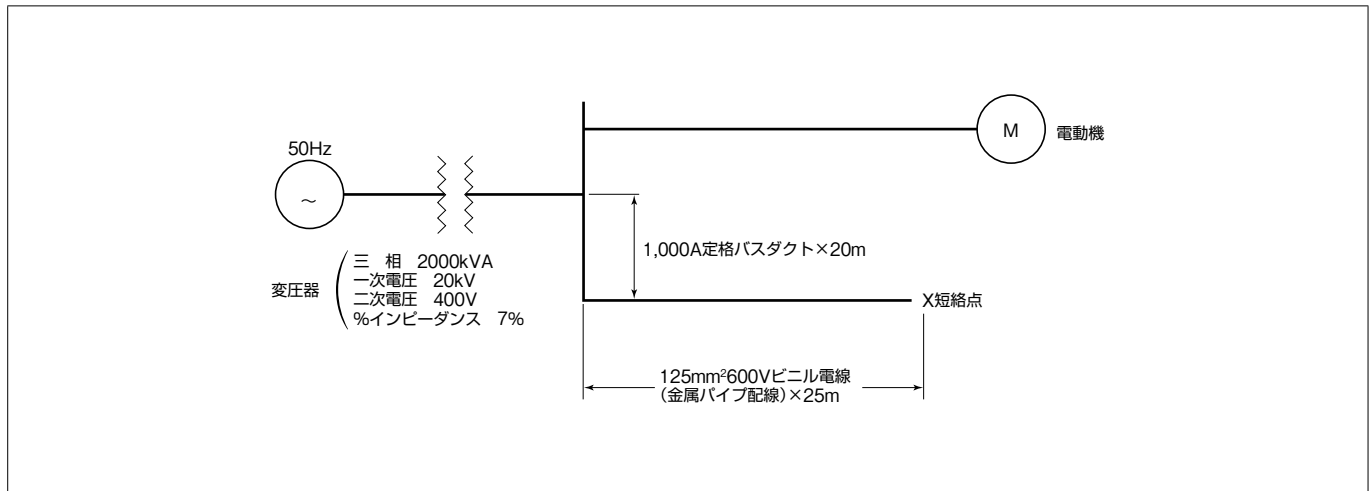 50Hz
～
変圧器
三　相　2000kVA
一次電圧　20kV
二次電圧　400V
%インピーダンス　7%
M
電動機
1,000A定格バスダクト×20m
X短絡点
125mm²600Vビニル電線
(金属パイプ配線)×25m